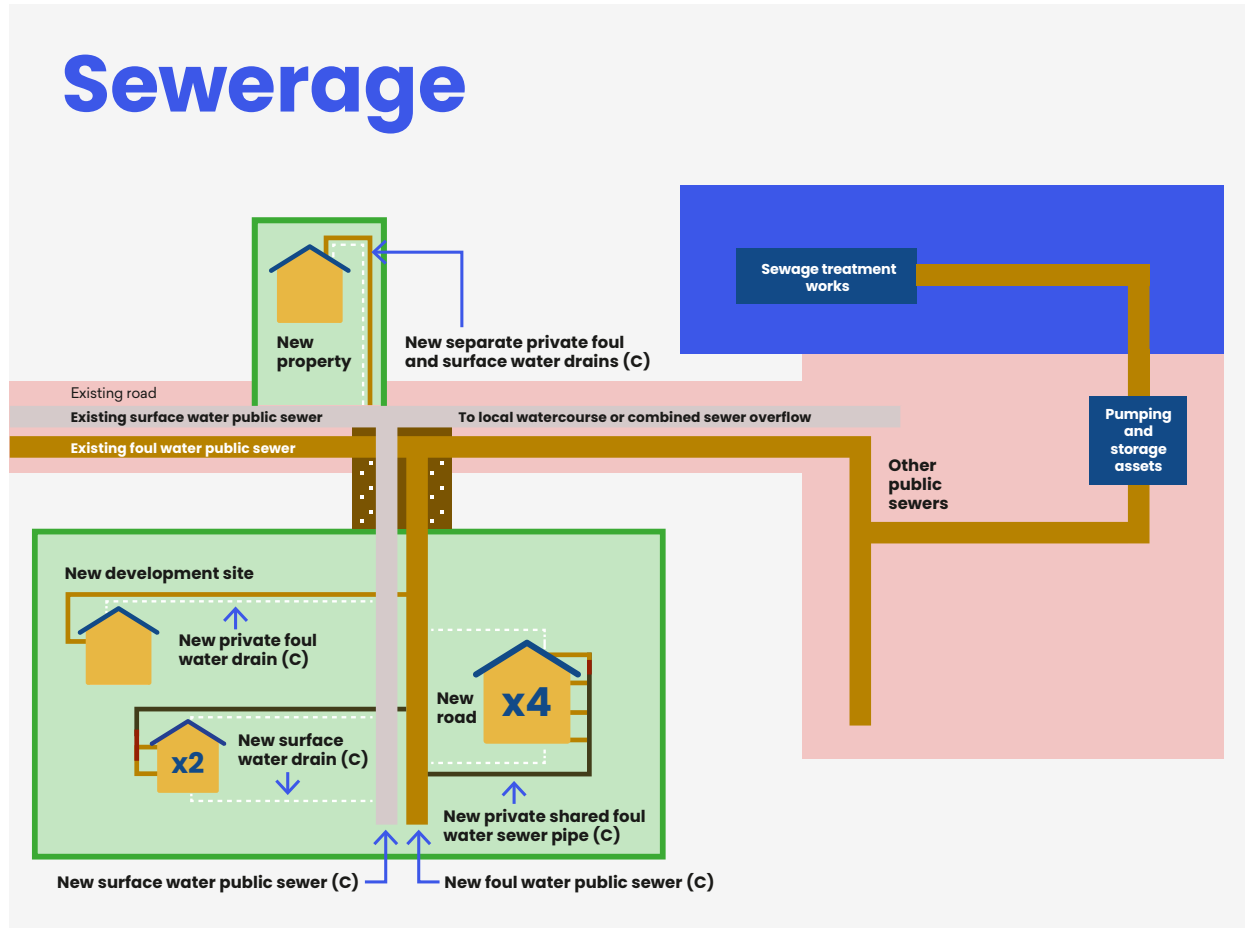 Sewerage
Sewage treatment
works
New
property
New separate private foul
and surface water drains (C)
Existing road
Existing surface water public sewer
To local watercourse or combined sewer overflow
Existing foul water public sewer
Pumping
and
storage
assets
Other
public
sewers
New development site
New private foul
water drain (C)
New
road
x4
x2
New surface
water drain (C)
New private shared foul
water sewer pipe (C)
New surface water public sewer (C)
New foul water public sewer (C)